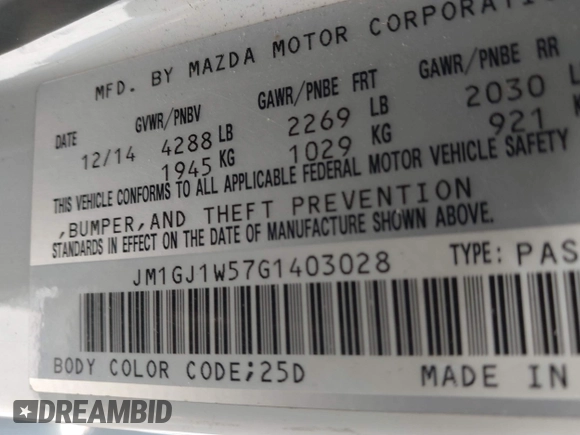 MFD. BY MAZDA MOTOR CORPORATIO
DATE GVWR/PNBV GAWR/PNBE FRT GAWR/PNBE RR
12/14 4288 LB 2269 LB 2030 L
1945 KG 1029 KG 921
THIS VEHICLE CONFORMS TO ALL APPLICABLE FEDERAL MOTOR VEHICLE SAFETY
,BUMPER,AND THEFT PREVENTION
STANDARDS IN EFFECT ON THE DATE OF MANUFACTURE SHOWN ABOVE.
JM1GJ1W57G1403028 TYPE: PAS
BODY COLOR CODE;25D MADE IN
DREAMBID